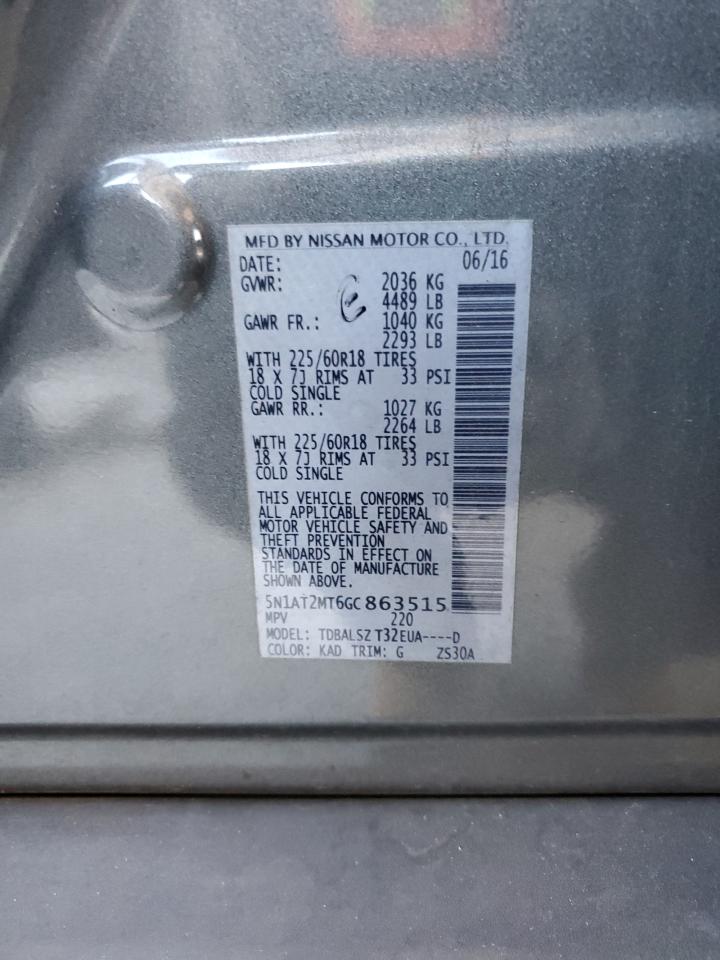 MFD BY NISSAN MOTOR CO., LTD.
DATE: 06/16
GVWR: 2036 KG
4489 LB
GAWR FR.: 1040 KG
2293 LB
WITH 225/60R18 TIRES
18 X 7J RIMS AT 33 PSI
COLD SINGLE
GAWR RR.: 1027 KG
2264 LB
WITH 225/60R18 TIRES
18 X 7J RIMS AT 33 PSI
COLD SINGLE
THIS VEHICLE CONFORMS TO
ALL APPLICABLE FEDERAL
MOTOR VEHICLE SAFETY AND
THEFT PREVENTION
STANDARDS IN EFFECT ON
THE DATE OF MANUFACTURE
SHOWN ABOVE.
5N1AT2MT6GC863515
MPV 220
MODEL: TDBALSZ T32EUA----D
COLOR: KAD TRIM: G ZS30A